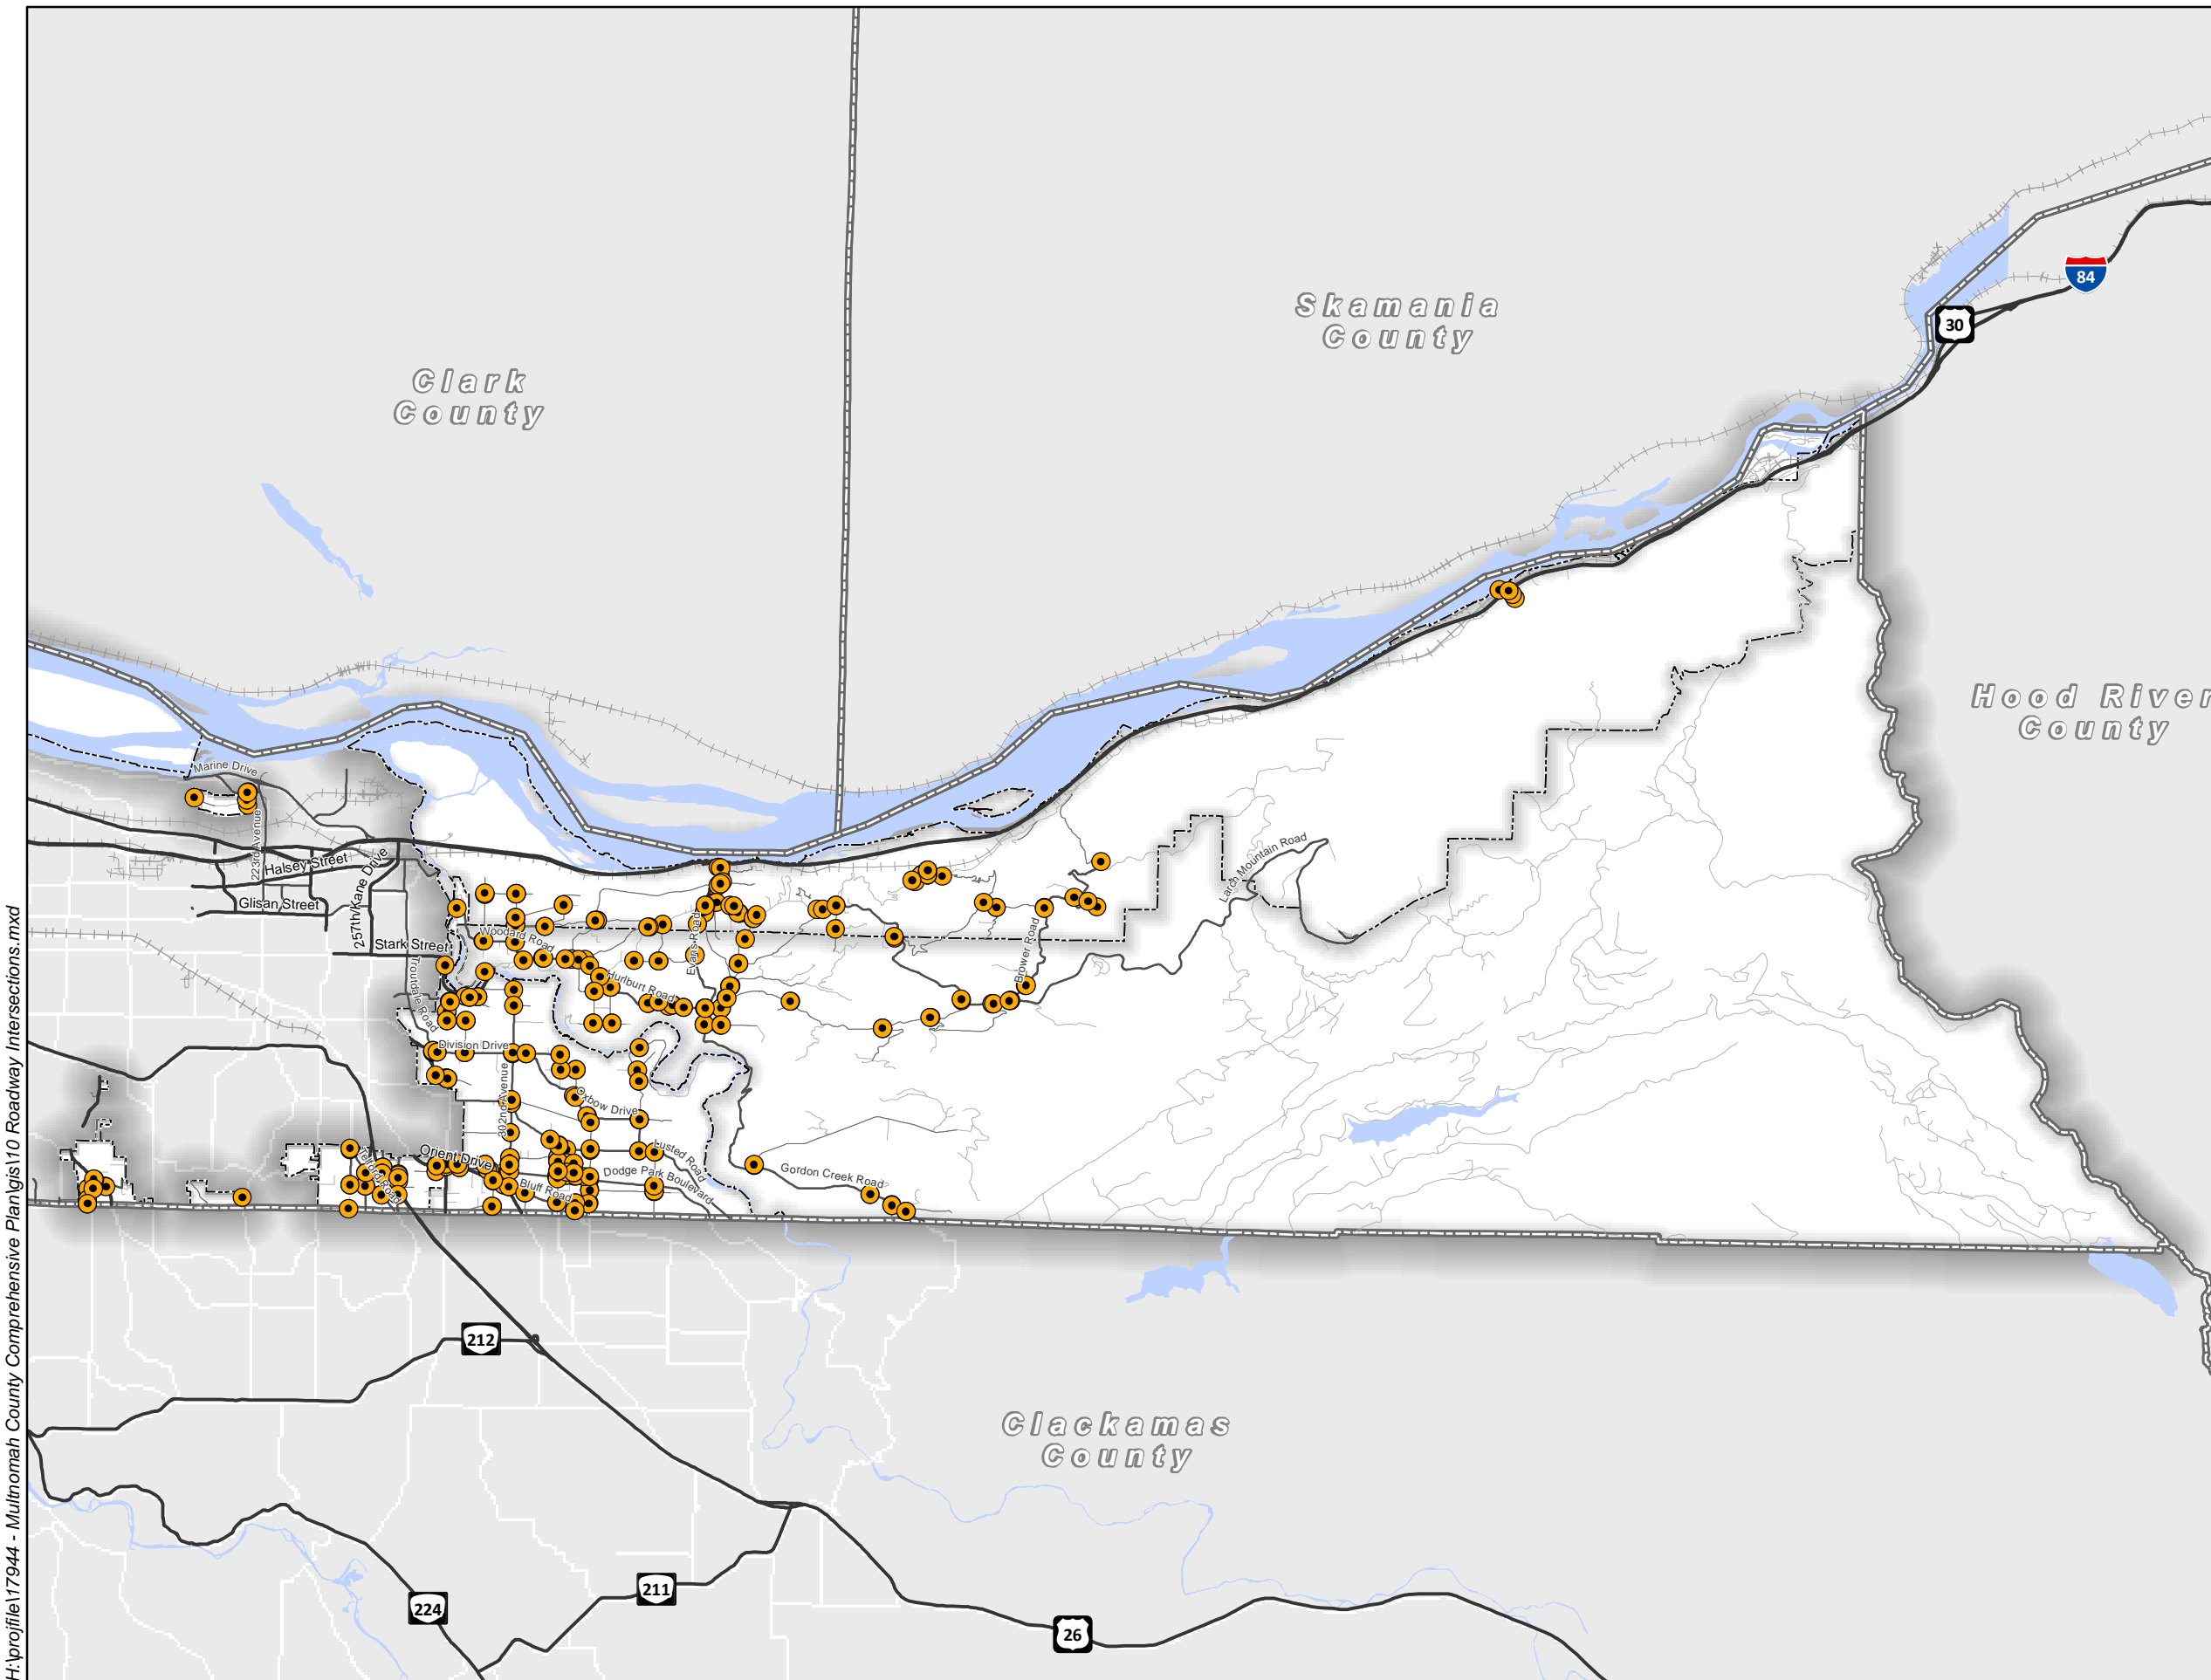 84
30
Skamania
County
Clark
County
Hood River
County
Marine Drive
223rd Avenue
Halsey Street
257th/Kane Drive
Glisan Street
Stark Street
Troutdale Road
Woodard Road
Evans Road
Hurlburt Road
Brower Road
Larch Mountain Road
Division Drive
302nd Avenue
Oxbow Drive
Orient Drive
Telford Road
Lusted Road
Dodge Park Boulevard
Bluff Road
Gordon Creek Road
212
Clackamas
County
211
224
26
H:\projfile\17944 - Multnomah County Comprehensive Plan\gis\10 Roadway Intersections.mxd